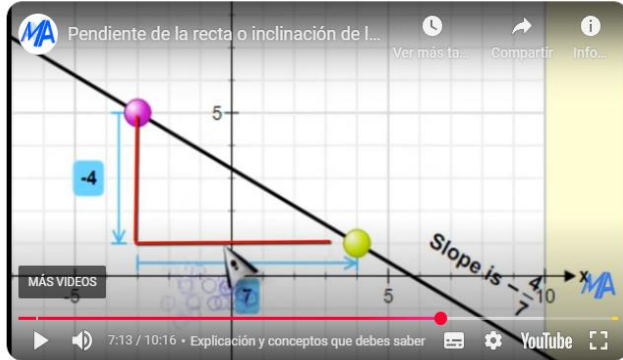 MA Pendiente de la recta o inclinación de l...
Ver más ta...
Compartir
Info...
5
-4
Slope is - 4/7
x
MA
MÁS VIDEOS
-5
7
5
10
7:13 / 10:16 • Explicación y conceptos que debes saber
YouTube